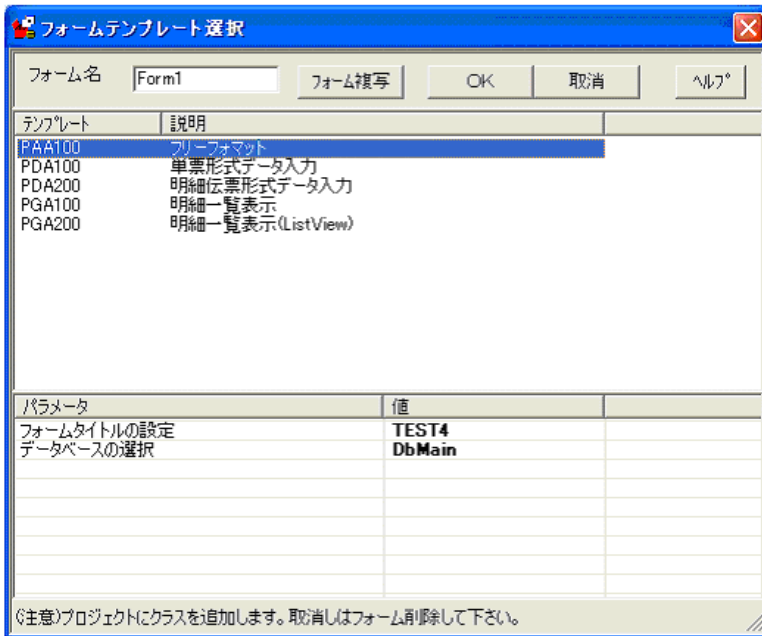 フォームテンプレート選択
フォーム名 Form1 フォーム複写 OK 取消 ヘルプ
テンプレート 説明
PAA100 フリーフォマット
PDA100 単票形式データ入力
PDA200 明細伝票形式データ入力
PGA100 明細一覧表示
PGA200 明細一覧表示(ListView)
パラメータ 値
フォームタイトルの設定 TEST4
データベースの選択 DbMain
(注意)プロジェクトにクラスを追加します。取消しはフォーム削除して下さい。